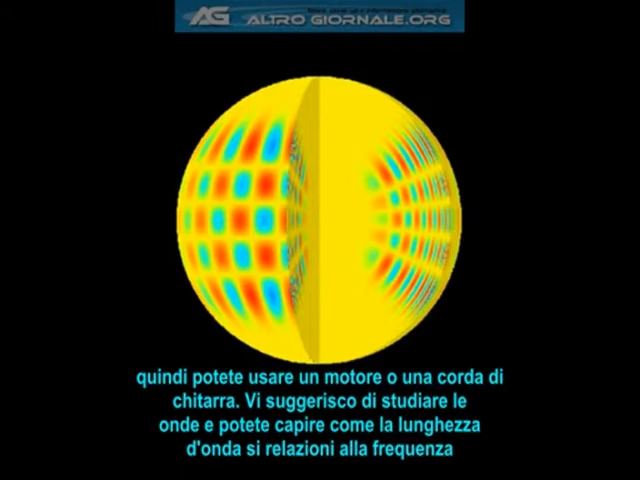 ALTRO GIORNALE.ORG
quindi potete usare un motore o una corda di
chitarra. Vi suggerisco di studiare le
onde e potete capire come la lunghezza
d'onda si relazioni alla frequenza